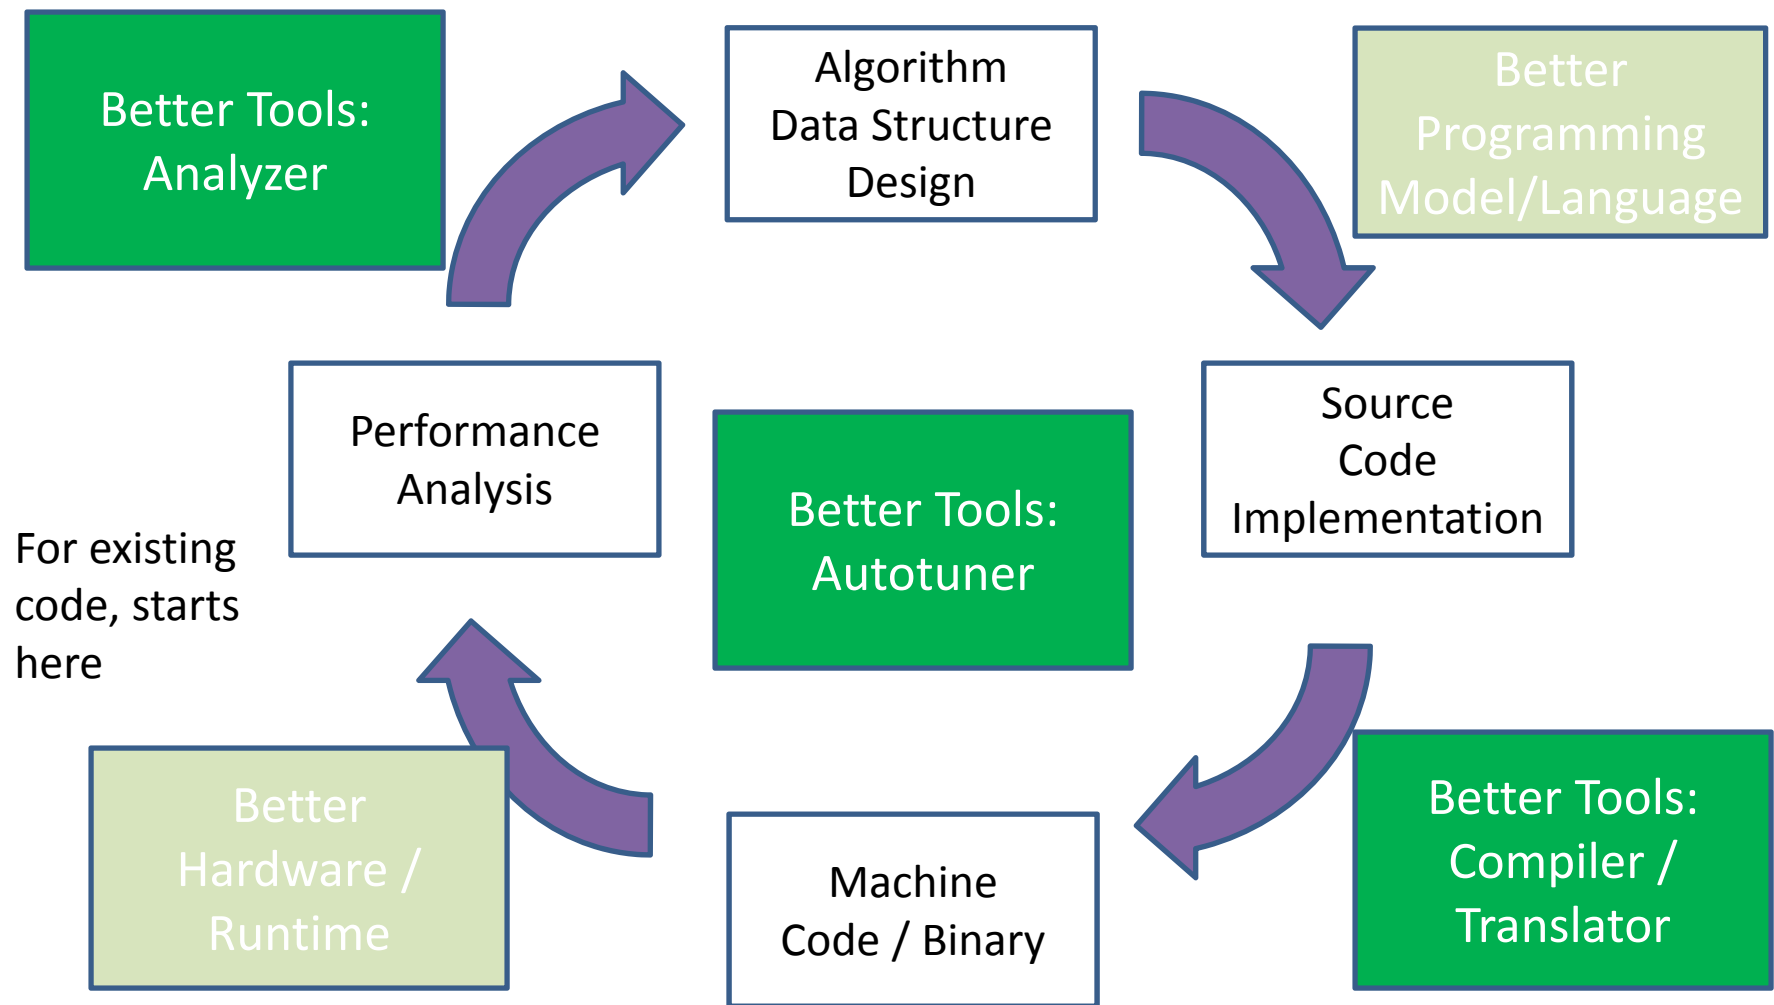 Better Tools:
Analyzer
Algorithm
Data Structure
Design
Better
Programming
Model/Language
Performance
Analysis
Better Tools:
Autotuner
Source
Code
Implementation
For existing
code, starts
here
Better
Hardware /
Runtime
Machine
Code / Binary
Better Tools:
Compiler /
Translator